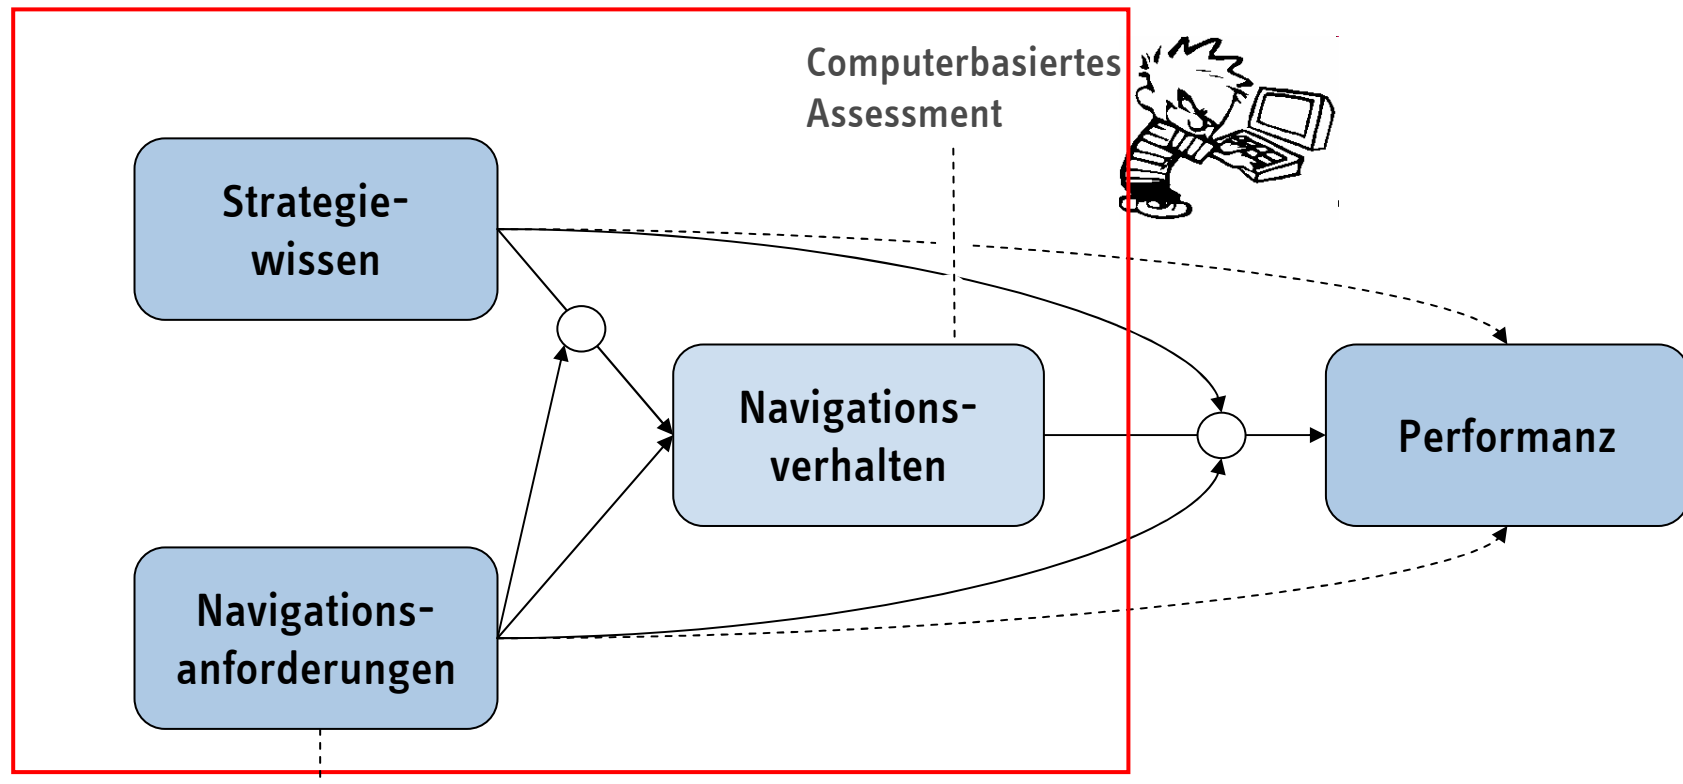 Computerbasiertes
Assessment
Strategie-
wissen
Navigations-
verhalten
Performanz
Navigations-
anforderungen